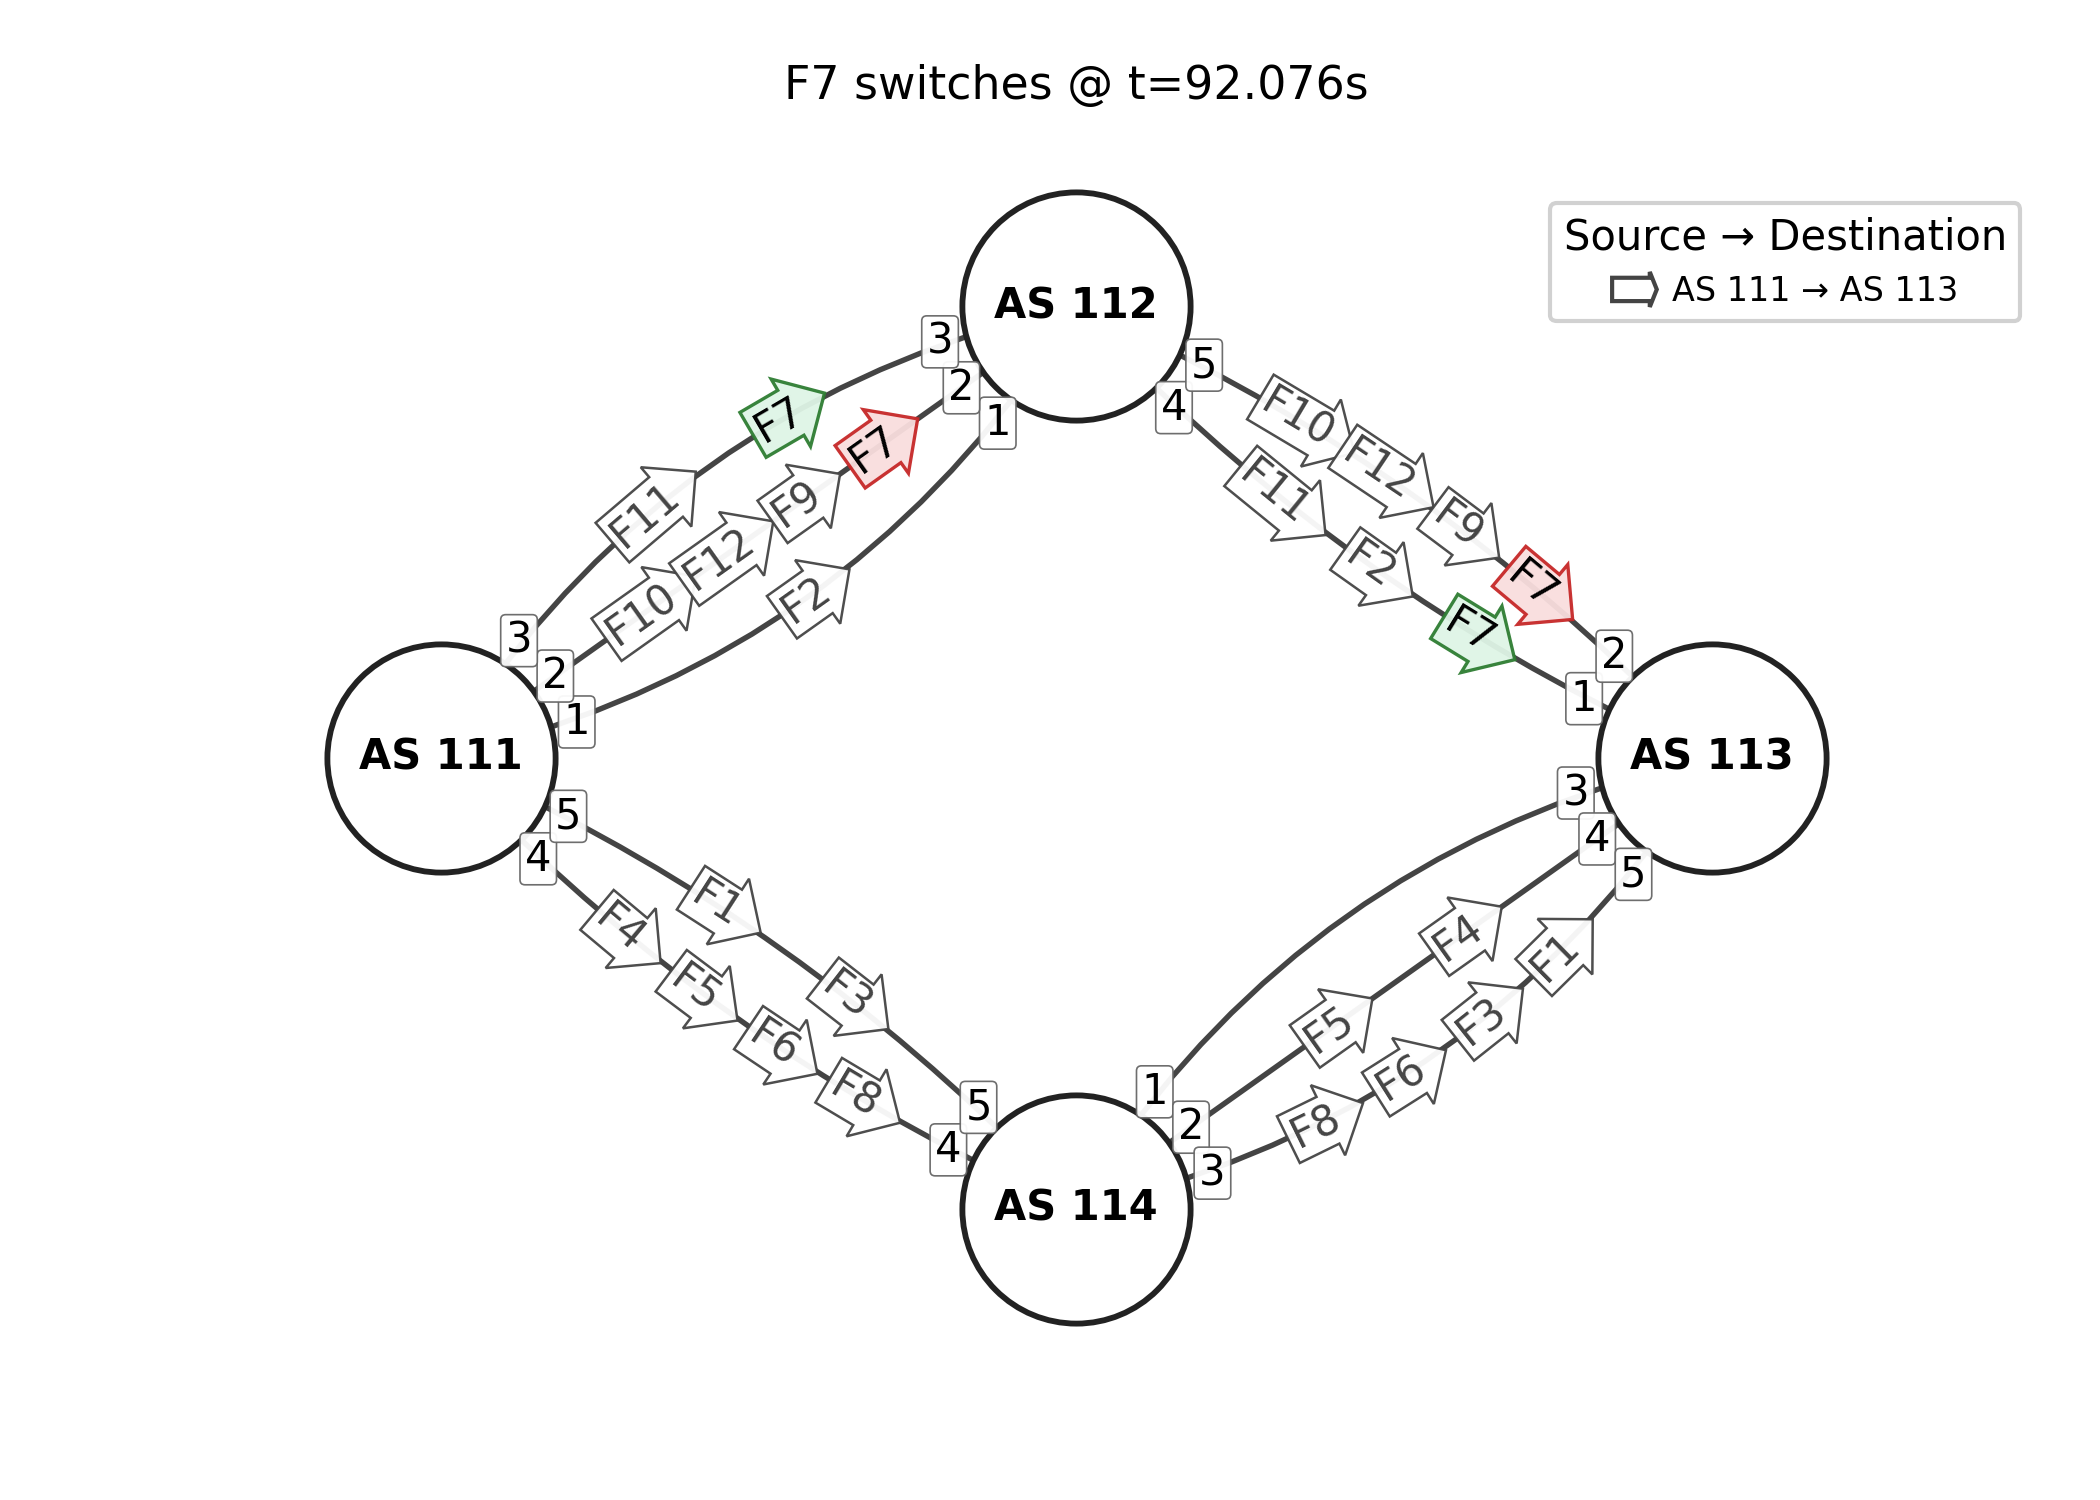 F7 switches @ t=92.076s
Source → Destination
AS 111 → AS 113
AS 112
3
2
1
5
4
F7
F7
F11
F9
F12
F10
F2
F10
F12
F9
F7
F11
F2
F7
3
2
1
2
1
AS 111
AS 113
5
4
3
4
5
F1
F3
F4
F5
F6
F8
F4
F5
F1
F3
F6
F8
5
4
1
2
3
AS 114